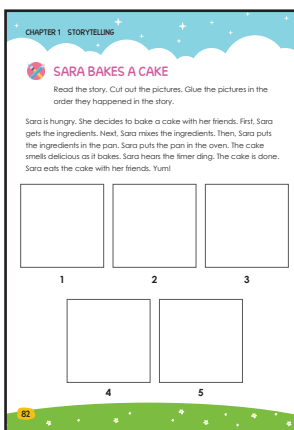 CHAPTER 1 STORYTELLING
SARA BAKES A CAKE
Read the story. Cut out the pictures. Glue the pictures in the
order they happened in the story.
Sara is hungry. She decides to bake a cake with her friends. First, Sara
gets the ingredients. Next, Sara mixes the ingredients. Then, Sara puts
the ingredients in the pan. Sara puts the pan in the oven. The cake
smells delicious as it bakes. Sara hears the timer ding. The cake is done.
Sara eats the cake with her friends. Yum!
1
2
3
4
5
82